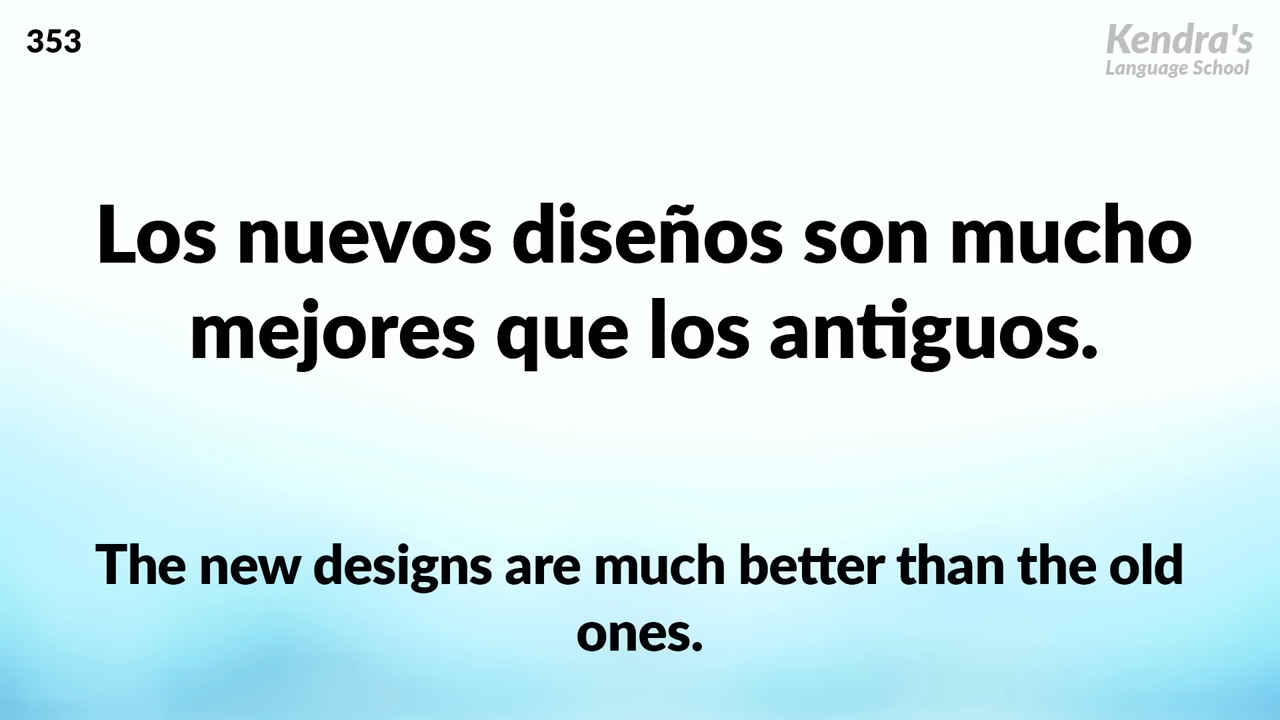 353
Kendra's
Language School
Los nuevos diseños son mucho
mejores que los antiguos.
The new designs are much better than the old
ones.